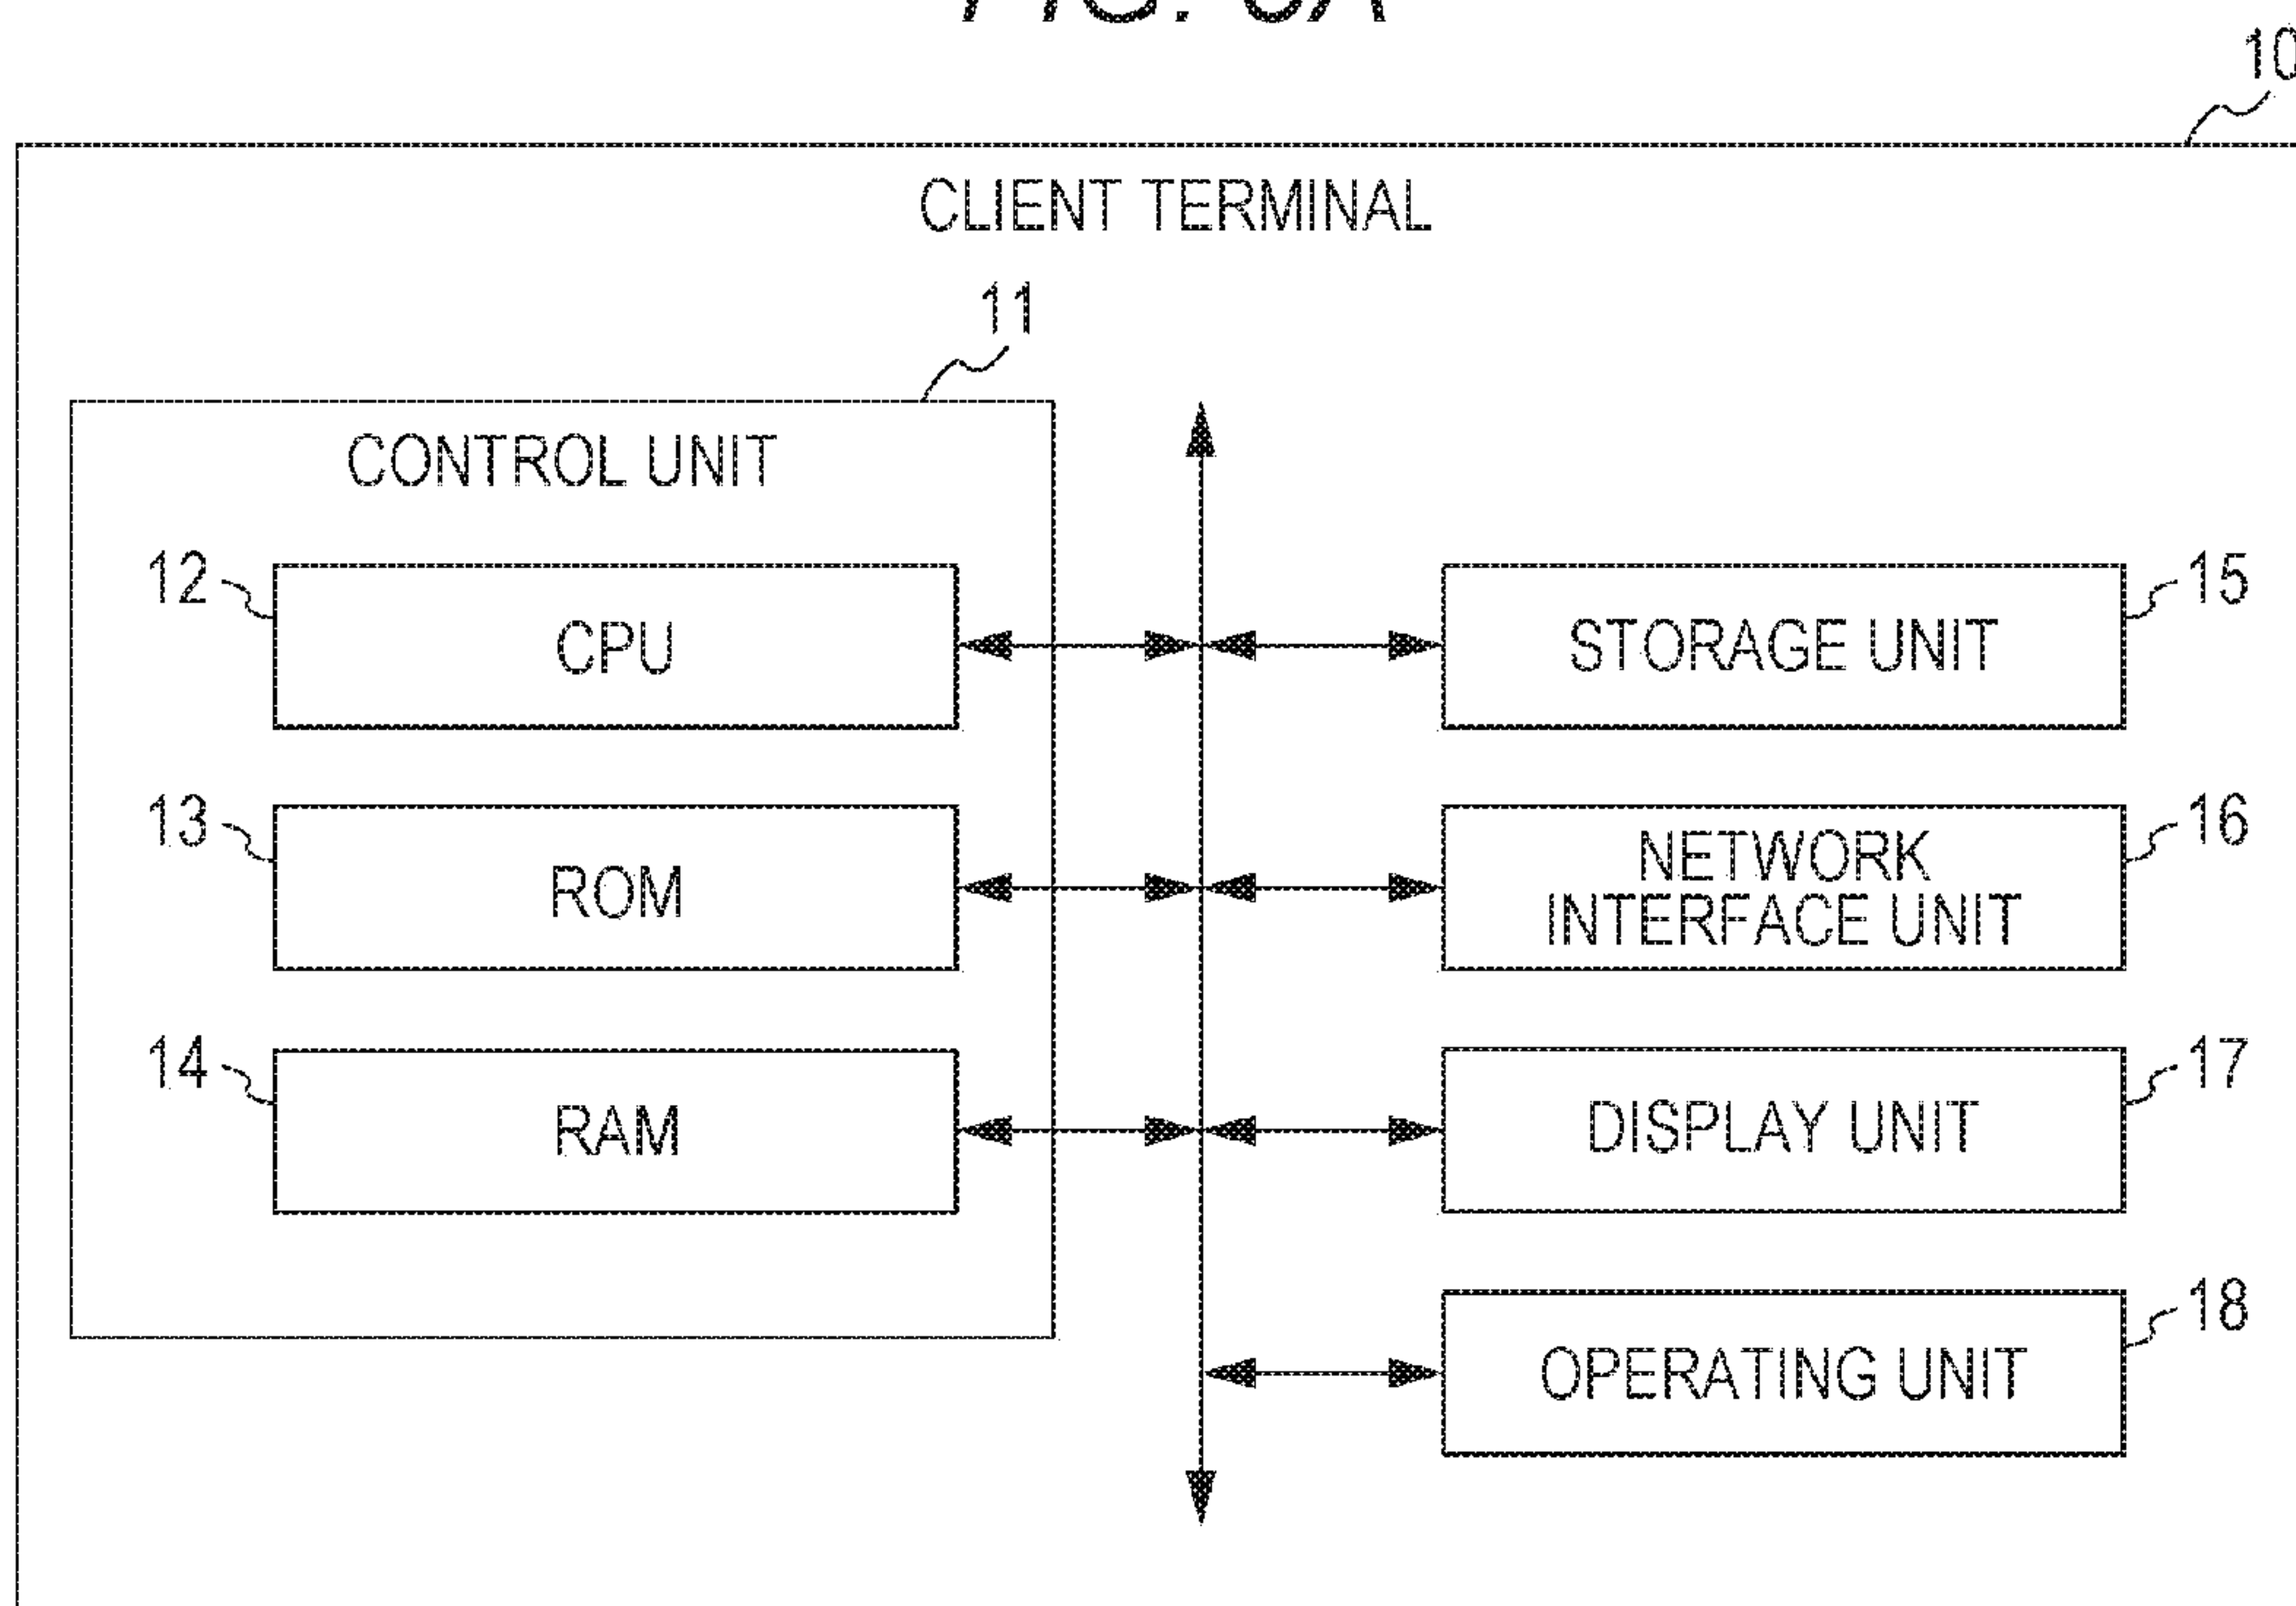 FIG.
10
CLIENT TERMINAL
11
CONTROL UNIT
12
CPU
15
STORAGE UNIT
13
ROM
16
NETWORK
INTERFACE UNIT
14
RAM
17
DISPLAY UNIT
18
OPERATING UNIT